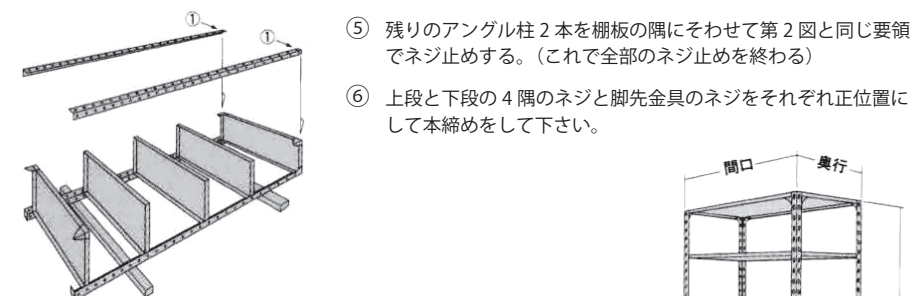 ①
①
⑤ 残りのアングル柱2本を棚板の隅にそわせて第2図と同じ要領
でネジ止めする。（これで全部のネジ止めを終わる）
⑥ 上段と下段の4隅のネジと脚先金具のネジをそれぞれ正位置に
して本締めをして下さい。
間口
奥行